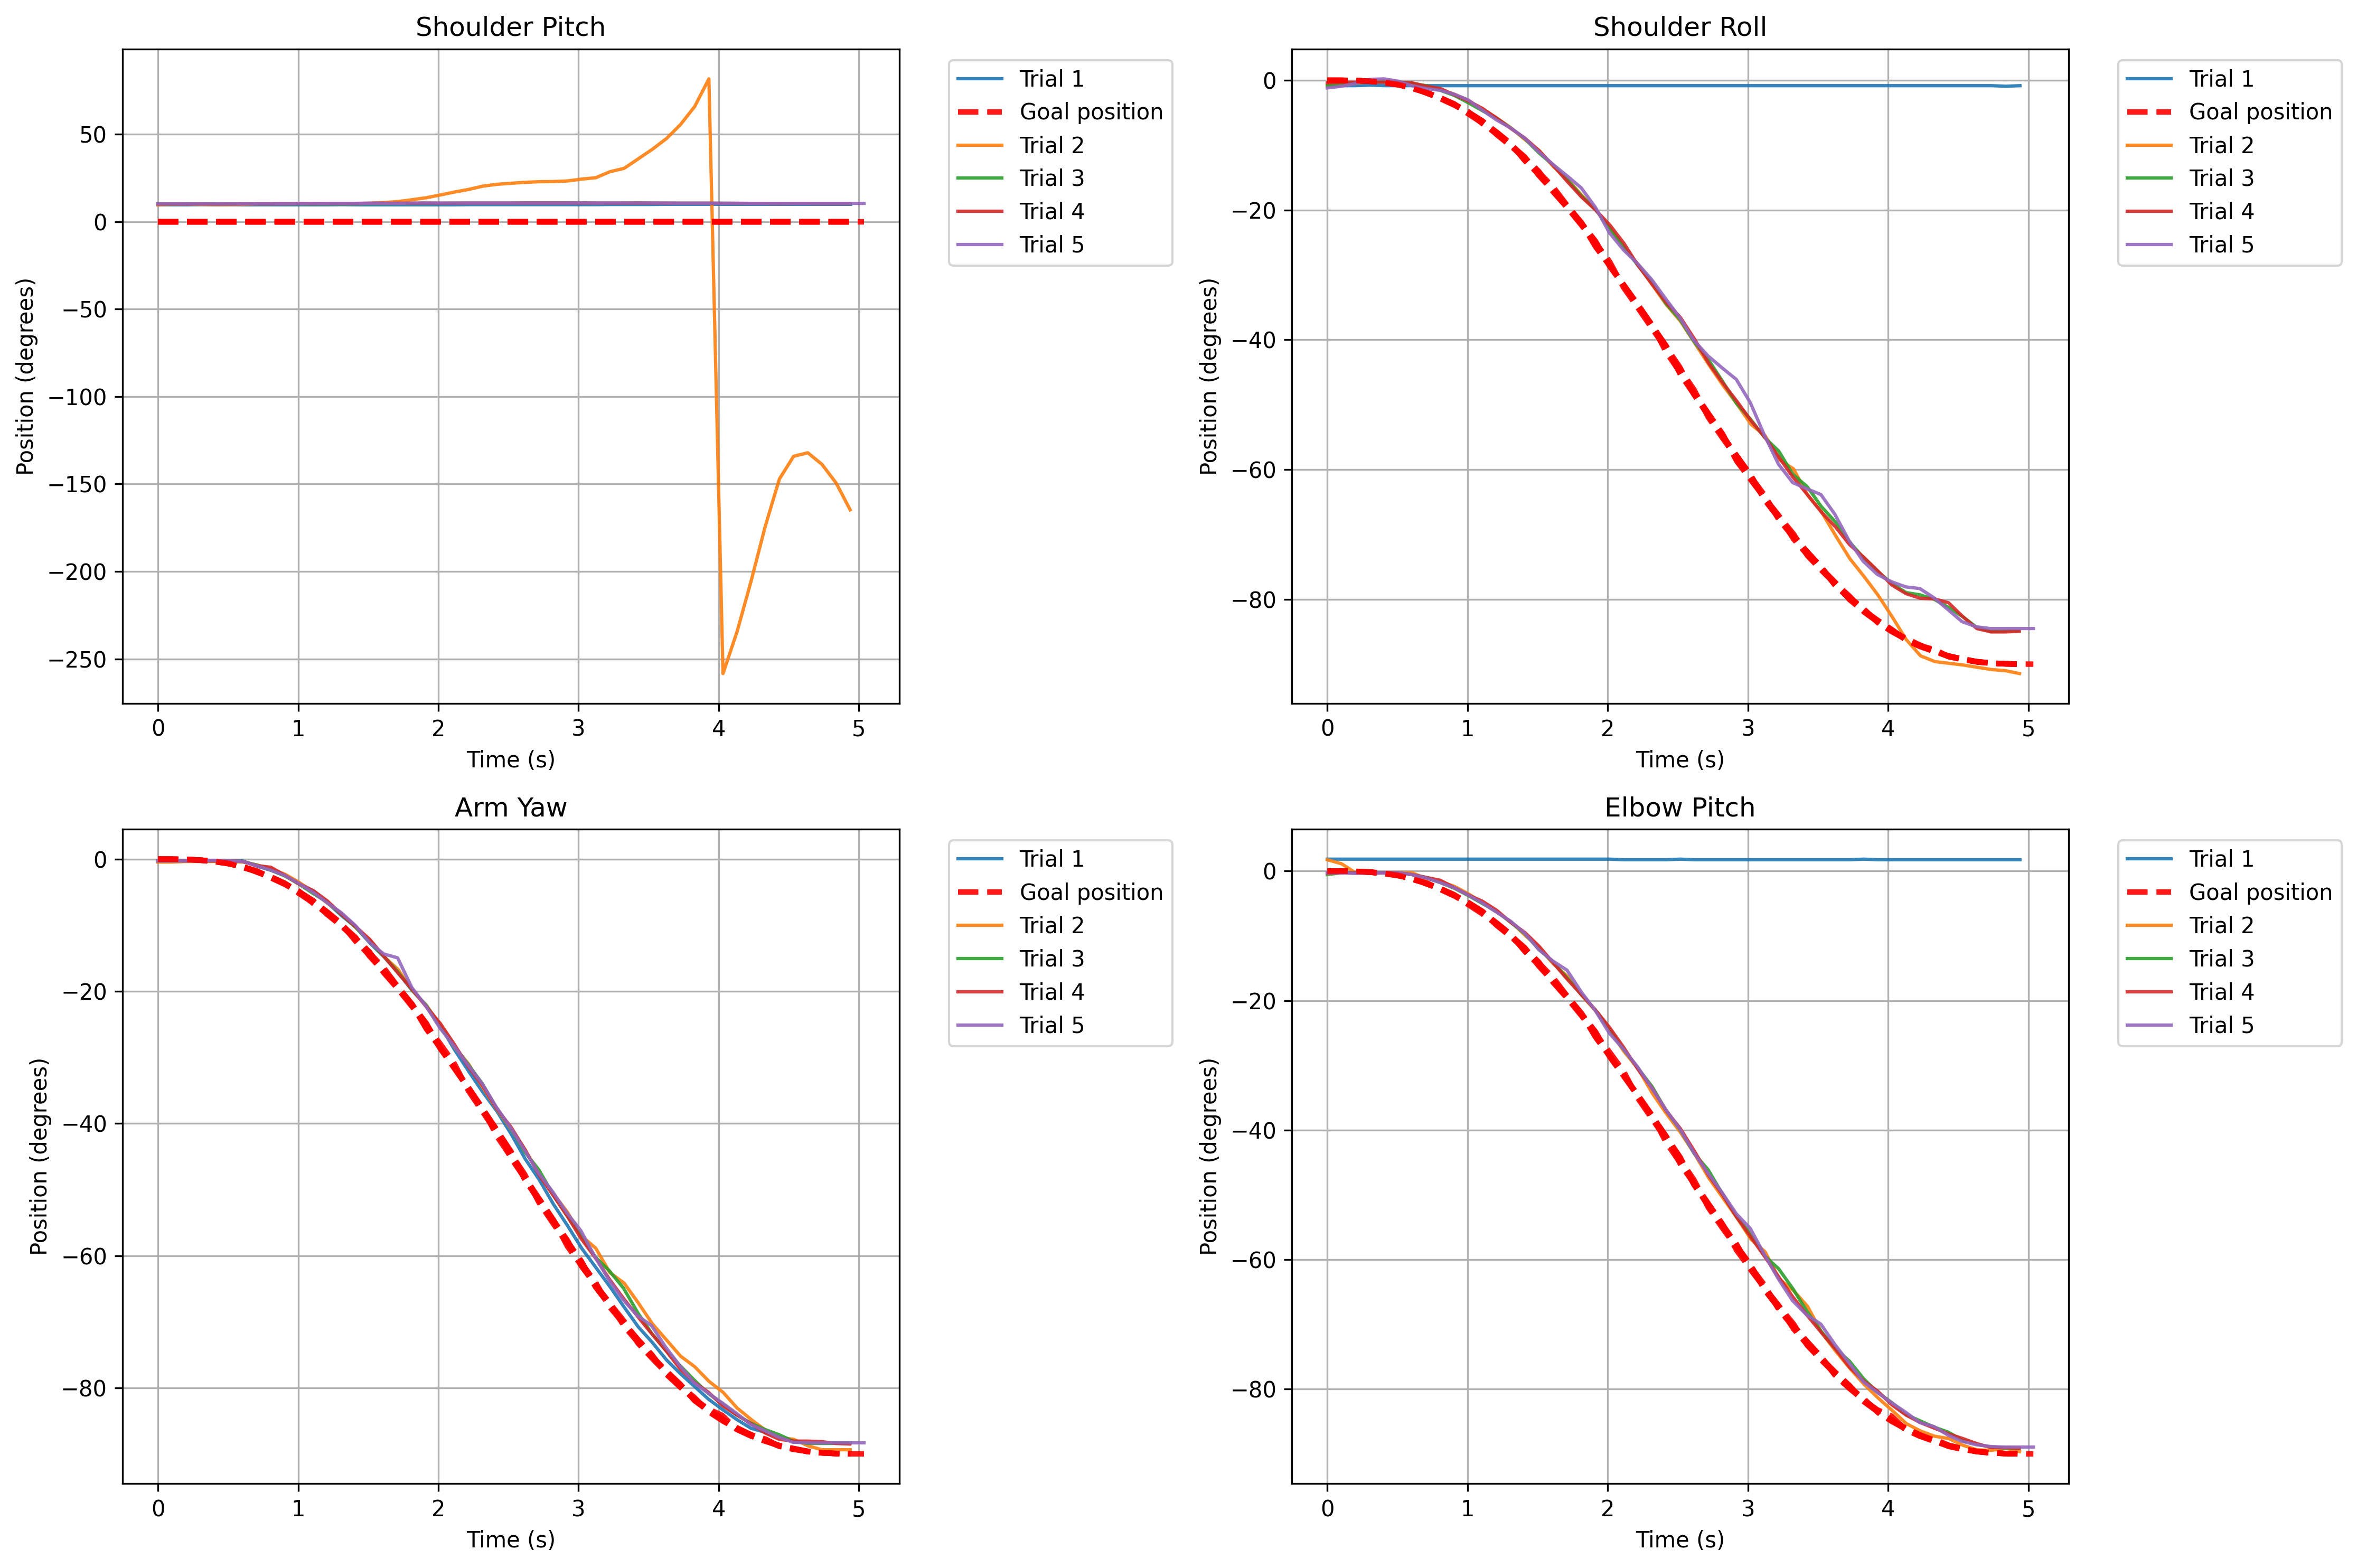 Shoulder Pitch
Position (degrees)
50
0
−50
−100
−150
−200
−250
0 1 2 3 4 5
Time (s)
Trial 1
Goal position
Trial 2
Trial 3
Trial 4
Trial 5
Shoulder Roll
Position (degrees)
0
−20
−40
−60
−80
0 1 2 3 4 5
Time (s)
Trial 1
Goal position
Trial 2
Trial 3
Trial 4
Trial 5
Arm Yaw
Position (degrees)
0
−20
−40
−60
−80
0 1 2 3 4 5
Time (s)
Trial 1
Goal position
Trial 2
Trial 3
Trial 4
Trial 5
Elbow Pitch
Position (degrees)
0
−20
−40
−60
−80
0 1 2 3 4 5
Time (s)
Trial 1
Goal position
Trial 2
Trial 3
Trial 4
Trial 5